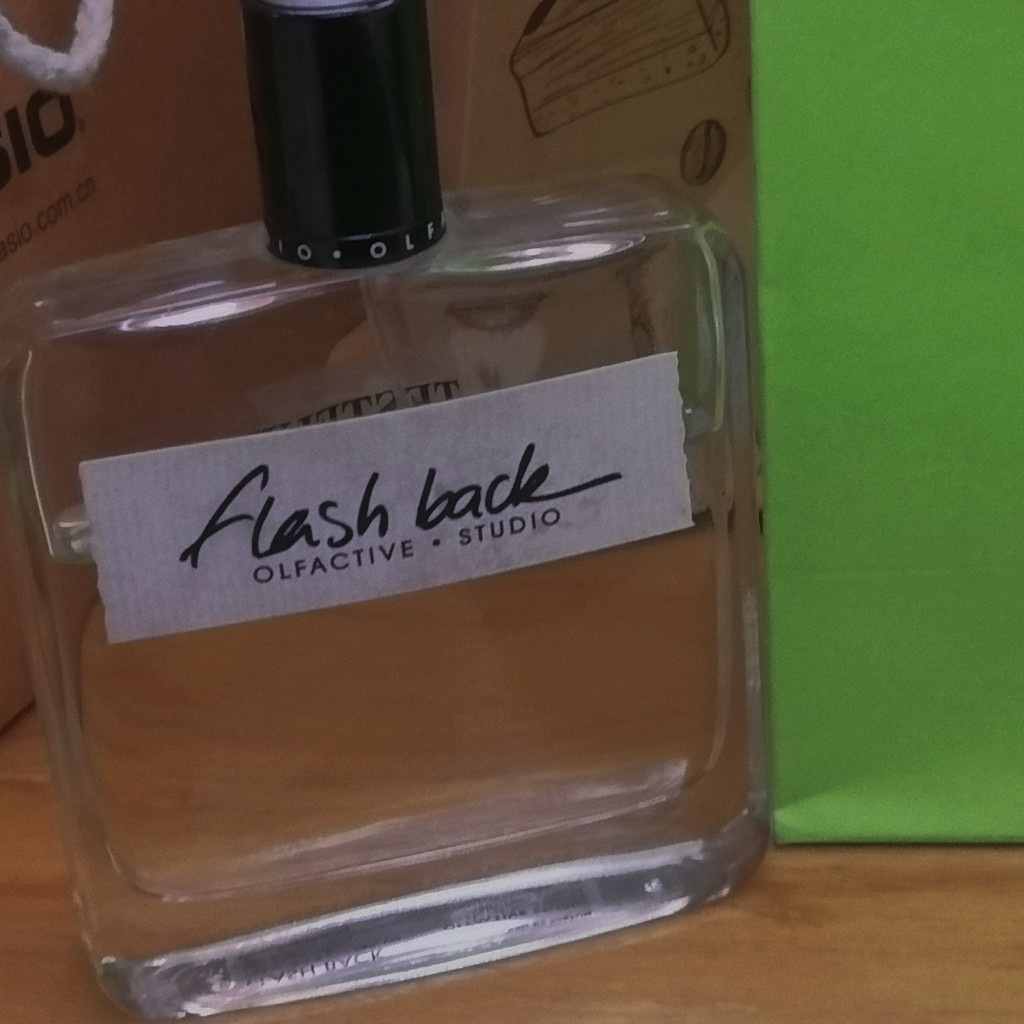 SIO
asio.com.cn
IO • OLF
flash back
OLFACTIVE • STUDIO